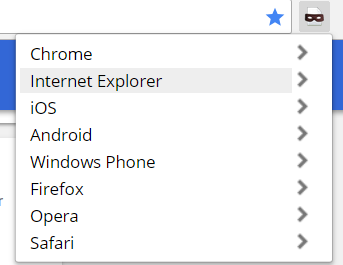 Chrome
Internet Explorer
iOS
Android
Windows Phone
Firefox
Opera
Safari